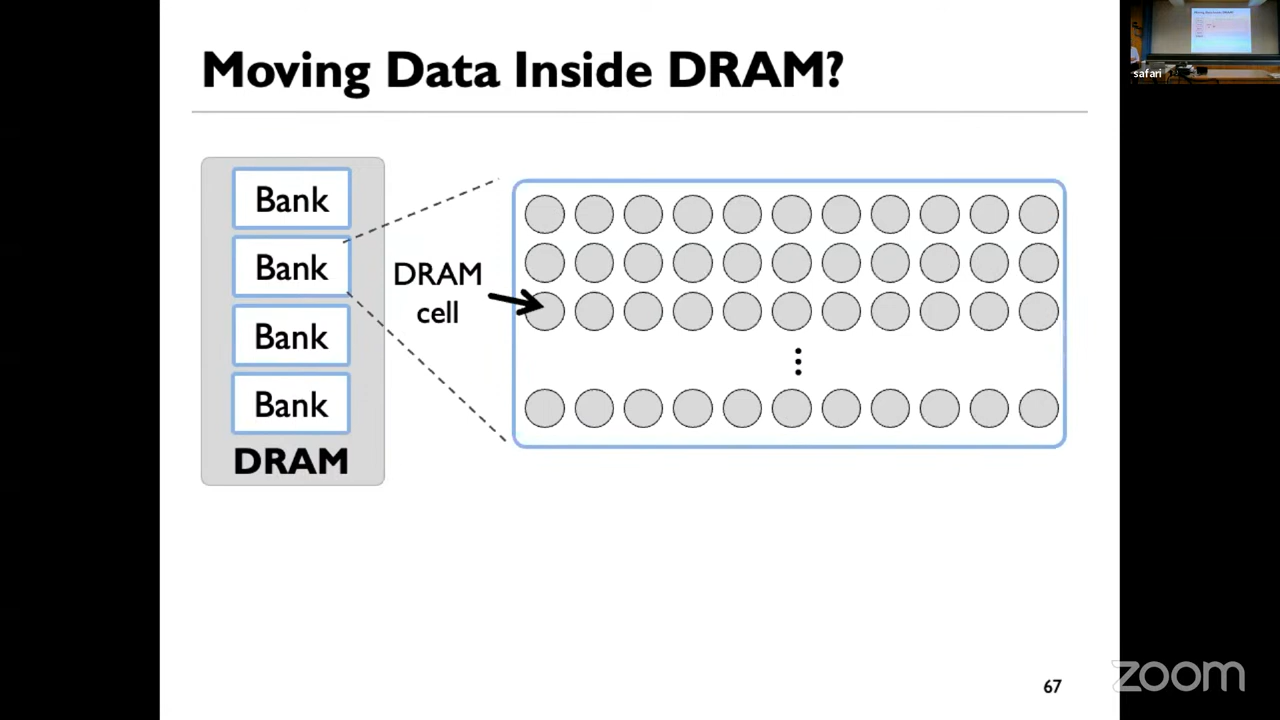 Moving Data Inside DRAM?
safari
Bank
Bank
Bank
Bank
DRAM
DRAM
cell
67
zoom